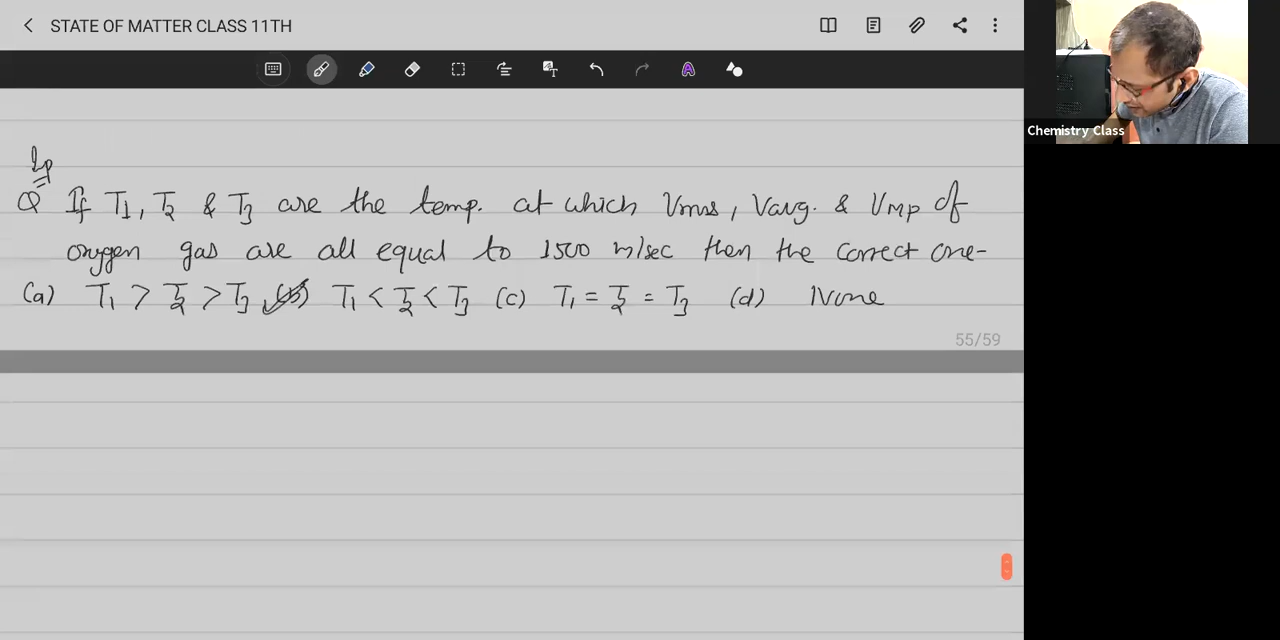 STATE OF MATTER CLASS 11TH
Chemistry Class
Imp
Q If T1, T2 & T3 are the temp. at which Vrms, Vavg. & VMP of
oxygen gas are all equal to 1500 m/sec then the correct one-
(a) T1 > T2 > T3 (b) T1 < T2 < T3 (c) T1 = T2 = T3 (d) None
55/59